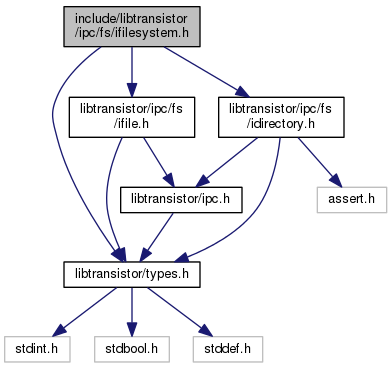 include/libtransistor
/ipc/fs/ifilesystem.h
libtransistor/ipc/fs
/ifile.h
libtransistor/ipc/fs
/idirectory.h
libtransistor/ipc.h
assert.h
libtransistor/types.h
stdint.h
stdbool.h
stddef.h